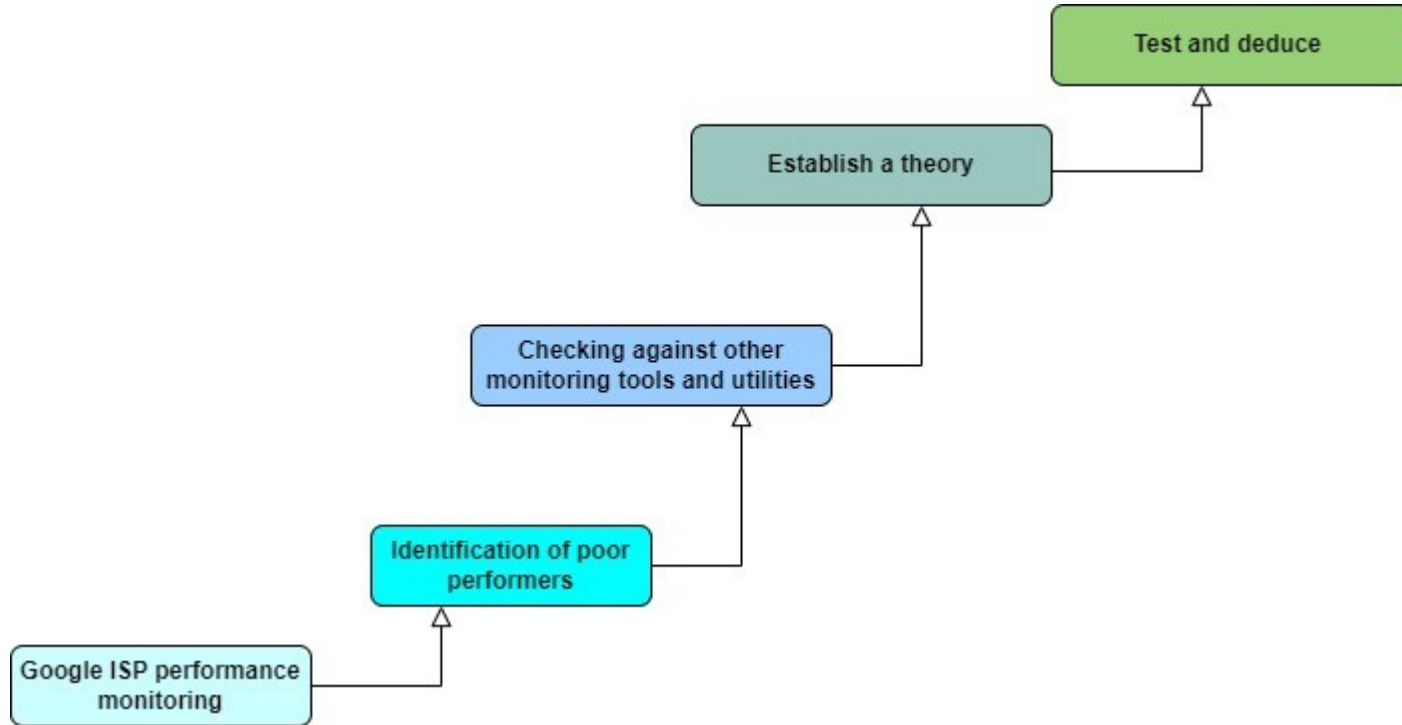 Test and deduce
Establish a theory
Checking against other
monitoring tools and utilities
Identification of poor
performers
Google ISP performance
monitoring